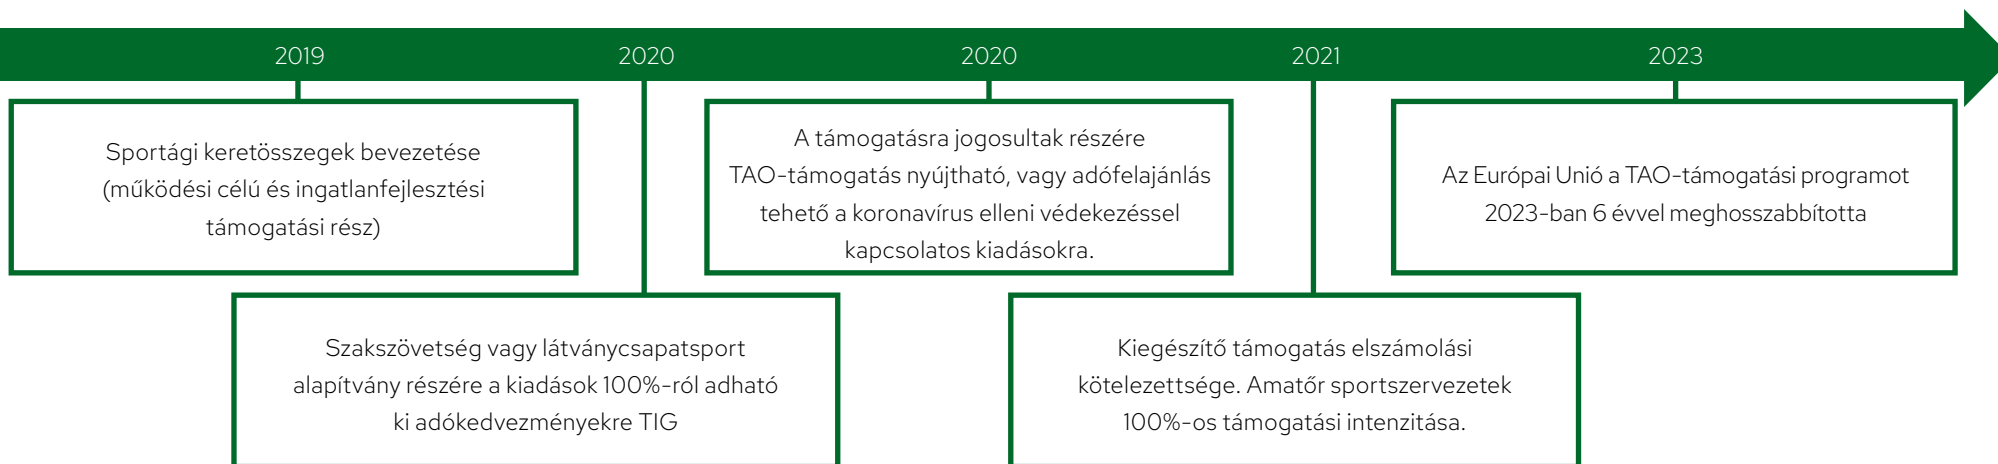 2019
2020
2020
2021
2023
Sportági keretösszegek bevezetése
(működési célú és ingatlanfejlesztési
támogatási rész)
Szakszövetség vagy látványcsapatsport
alapítvány részére a kiadások 100%-ról adható
ki adókedvezményekre TIG
A támogatásra jogosultak részére
TAO-támogatás nyújtható, vagy adófelajánlás
tehető a koronavírus elleni védekezéssel
kapcsolatos kiadásokra.
Kiegészítő támogatás elszámolási
kötelezettsége. Amatőr sportszervezetek
100%-os támogatási intenzitása.
Az Európai Unió a TAO-támogatási programot
2023-ban 6 évvel meghosszabbította